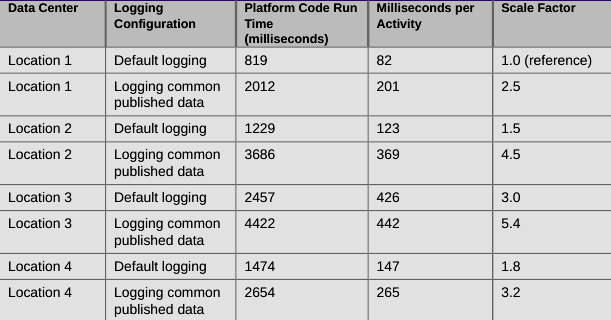 Data Center Logging Configuration Platform Code Run Time (milliseconds) Milliseconds per Activity Scale Factor
Location 1 Default logging 819 82 1.0 (reference)
Location 1 Logging common published data 2012 201 2.5
Location 2 Default logging 1229 123 1.5
Location 2 Logging common published data 3686 369 4.5
Location 3 Default logging 2457 426 3.0
Location 3 Logging common published data 4422 442 5.4
Location 4 Default logging 1474 147 1.8
Location 4 Logging common published data 2654 265 3.2